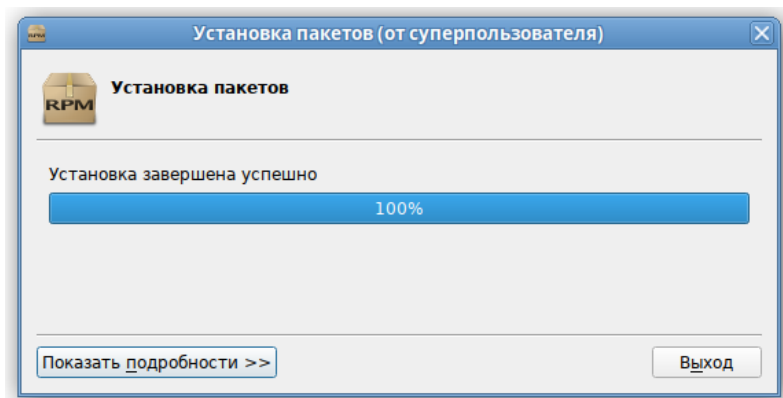 Установка пакетов (от суперпользователя)
RPM
Установка пакетов
Установка завершена успешно
100%
Показать подробности >>
Выход